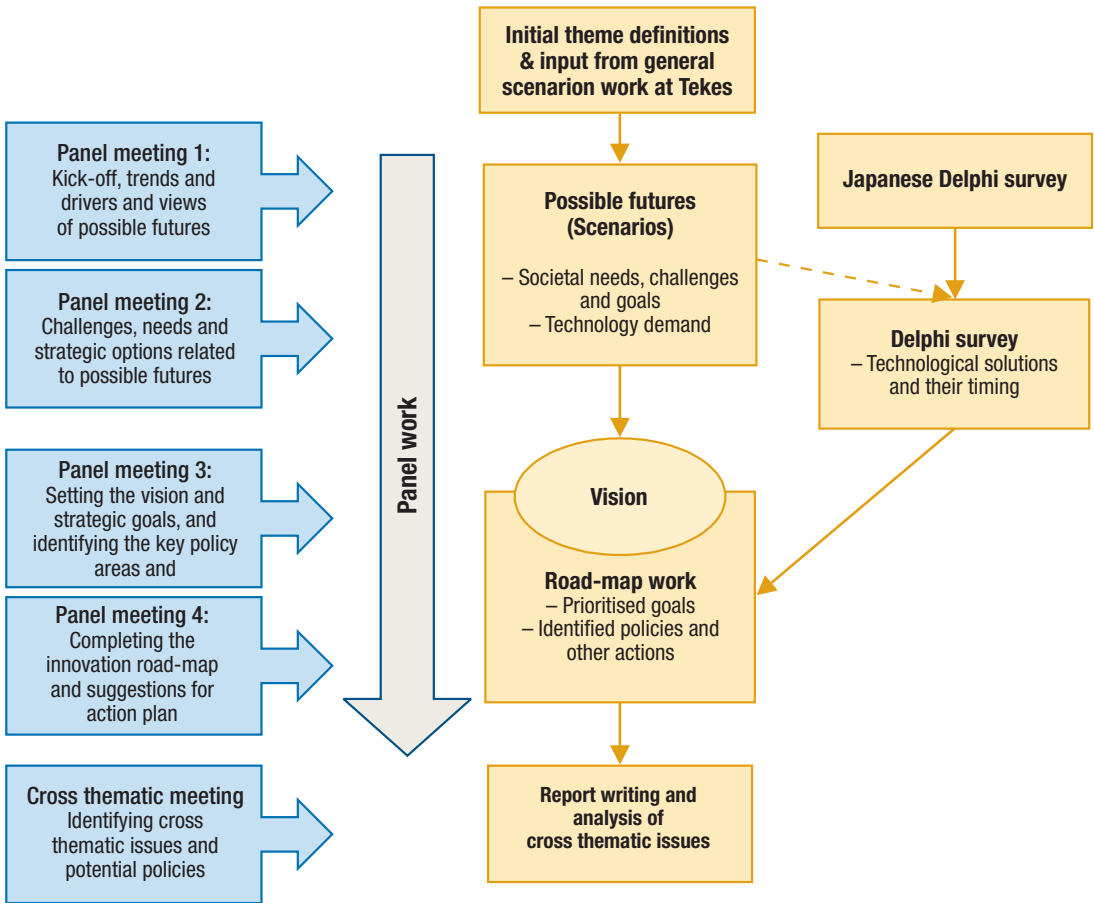 Initial theme definitions
& input from general
scenarion work at Tekes
Panel meeting 1:
Kick-off, trends and
drivers and views
of possible futures
Panel meeting 2:
Challenges, needs and
strategic options related
to possible futures
Panel meeting 3:
Setting the vision and
strategic goals, and
identifying the key policy
areas and
Panel meeting 4:
Completing the
innovation road-map
and suggestions for
action plan
Cross thematic meeting
Identifying cross
thematic issues and
potential policies
Panel work
Possible futures
(Scenarios)
– Societal needs, challenges
and goals
– Technology demand
Japanese Delphi survey
Delphi survey
– Technological solutions
and their timing
Vision
Road-map work
– Prioritised goals
– Identified policies and
other actions
Report writing and
analysis of
cross thematic issues